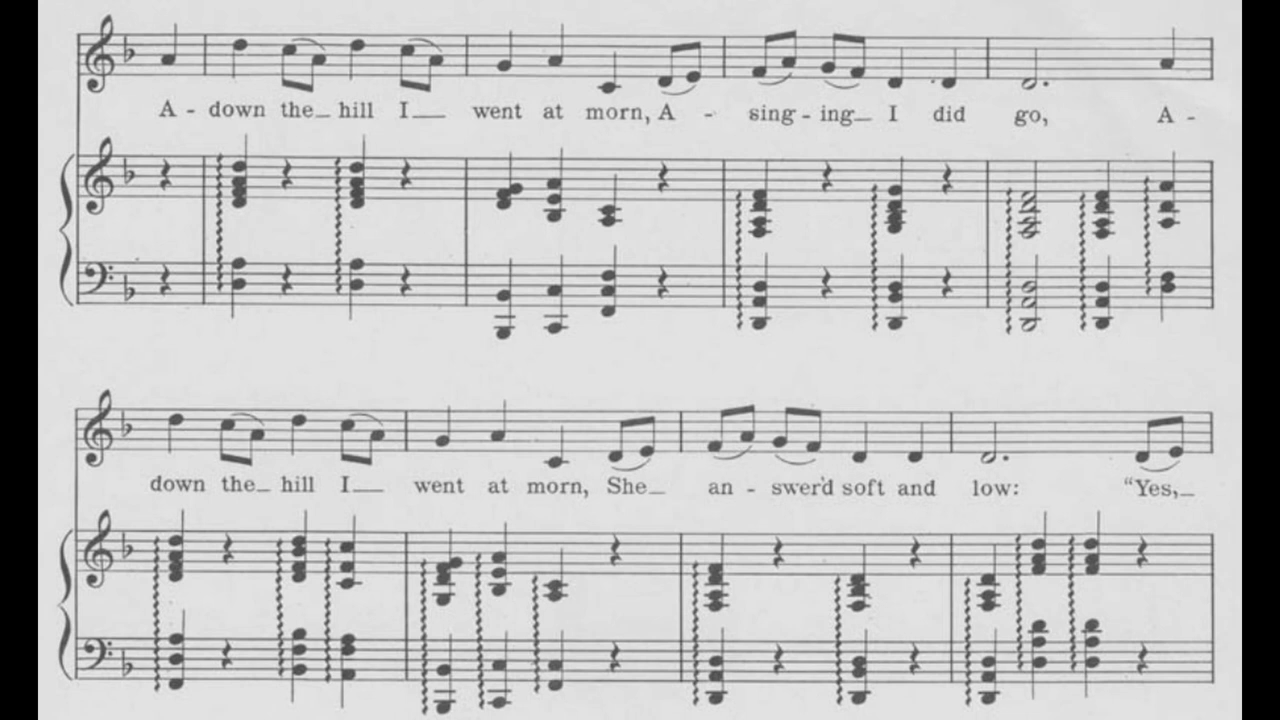 A - down the hill I went at morn, A - sing - ing I did go, A -
down the hill I went at morn, She an - swer'd soft and low: "Yes,